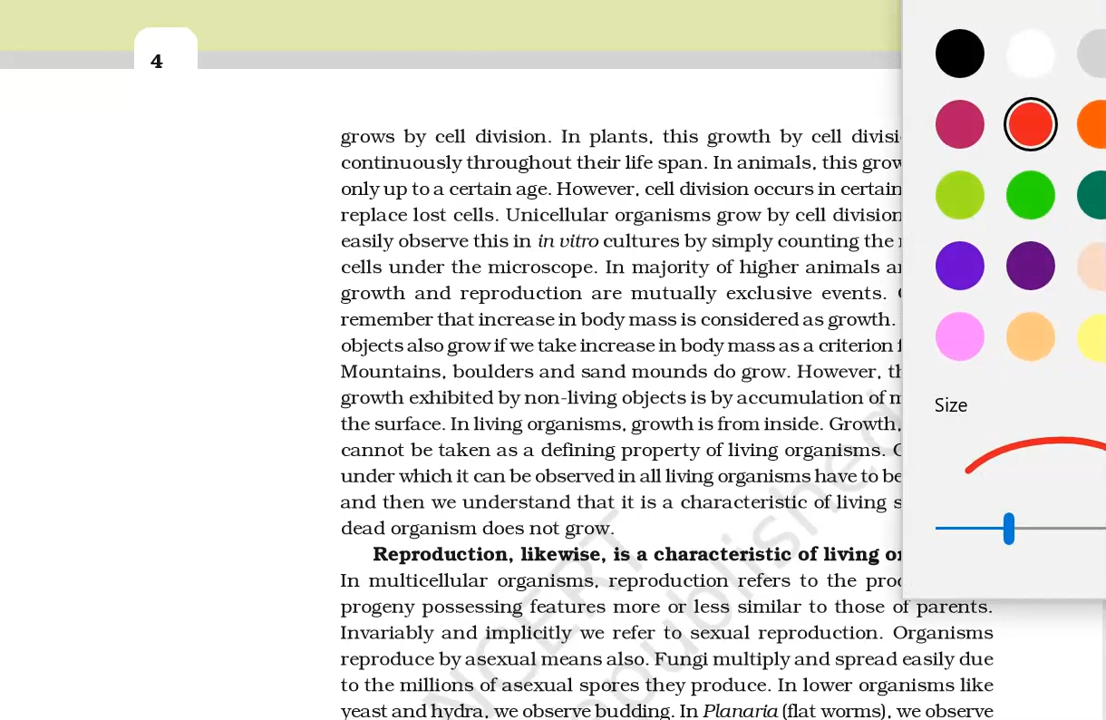 4
grows by cell division. In plants, this growth by cell
continuously throughout their life span. In animals, this
only up to a certain age. However, cell division occurs in certain
replace lost cells. Unicellular organisms grow by cell division
easily observe this in in vitro cultures by simply counting the
cells under the microscope. In majority of higher animals
growth and reproduction are mutually exclusive events.
remember that increase in body mass is considered as growth.
objects also grow if we take increase in body mass as a criterion
Mountains, boulders and sand mounds do grow. However,
growth exhibited by non-living objects is by accumulation of
the surface. In living organisms, growth is from inside. Growth,
cannot be taken as a defining property of living organisms.
under which it can be observed in all living organisms have to be
and then we understand that it is a characteristic of living
dead organism does not grow.
Reproduction, likewise, is a characteristic of living
In multicellular organisms, reproduction refers to the
progeny possessing features more or less similar to those of parents.
Invariably and implicitly we refer to sexual reproduction. Organisms
reproduce by asexual means also. Fungi multiply and spread easily due
to the millions of asexual spores they produce. In lower organisms like
yeast and hydra, we observe budding. In Planaria (flat worms), we observe
Size
NCERT